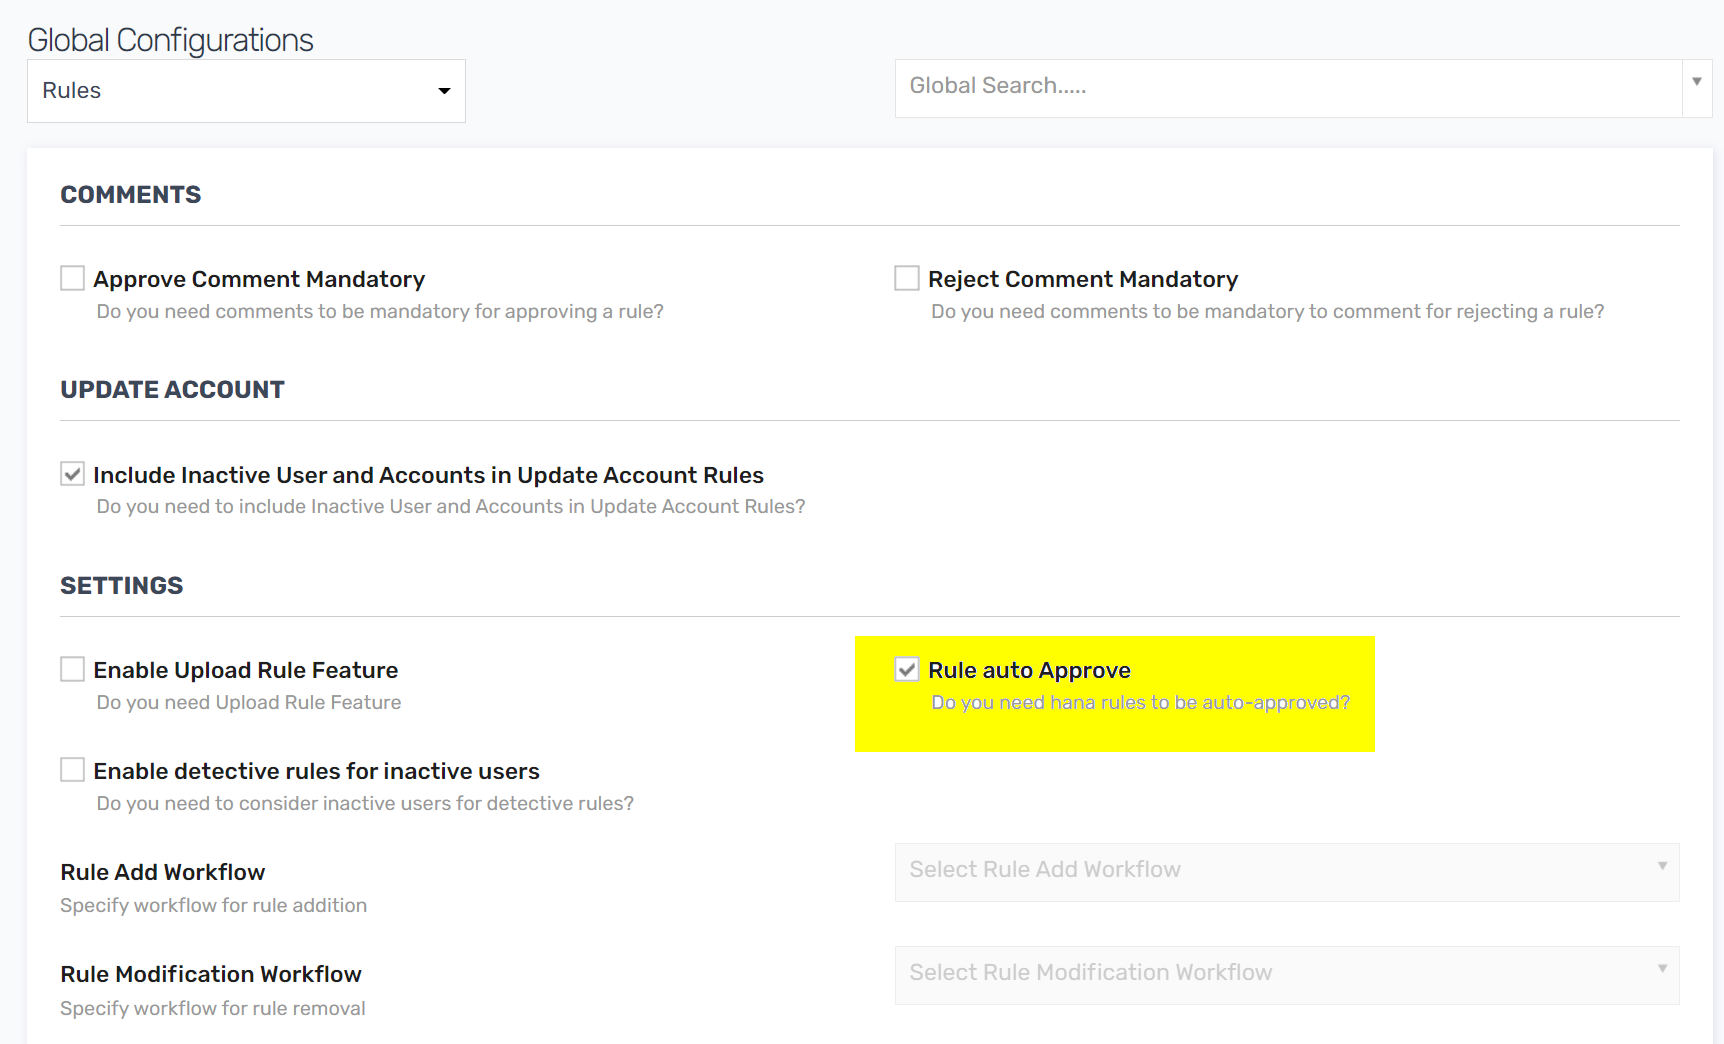 Global Configurations
Rules
Global Search.....
COMMENTS
Approve Comment Mandatory
Do you need comments to be mandatory for approving a rule?
Reject Comment Mandatory
Do you need comments to be mandatory to comment for rejecting a rule?
UPDATE ACCOUNT
Include Inactive User and Accounts in Update Account Rules
Do you need to include Inactive User and Accounts in Update Account Rules?
SETTINGS
Enable Upload Rule Feature
Do you need Upload Rule Feature
Rule auto Approve
Do you need hana rules to be auto-approved?
Enable detective rules for inactive users
Do you need to consider inactive users for detective rules?
Rule Add Workflow
Specify workflow for rule addition
Select Rule Add Workflow
Rule Modification Workflow
Specify workflow for rule removal
Select Rule Modification Workflow